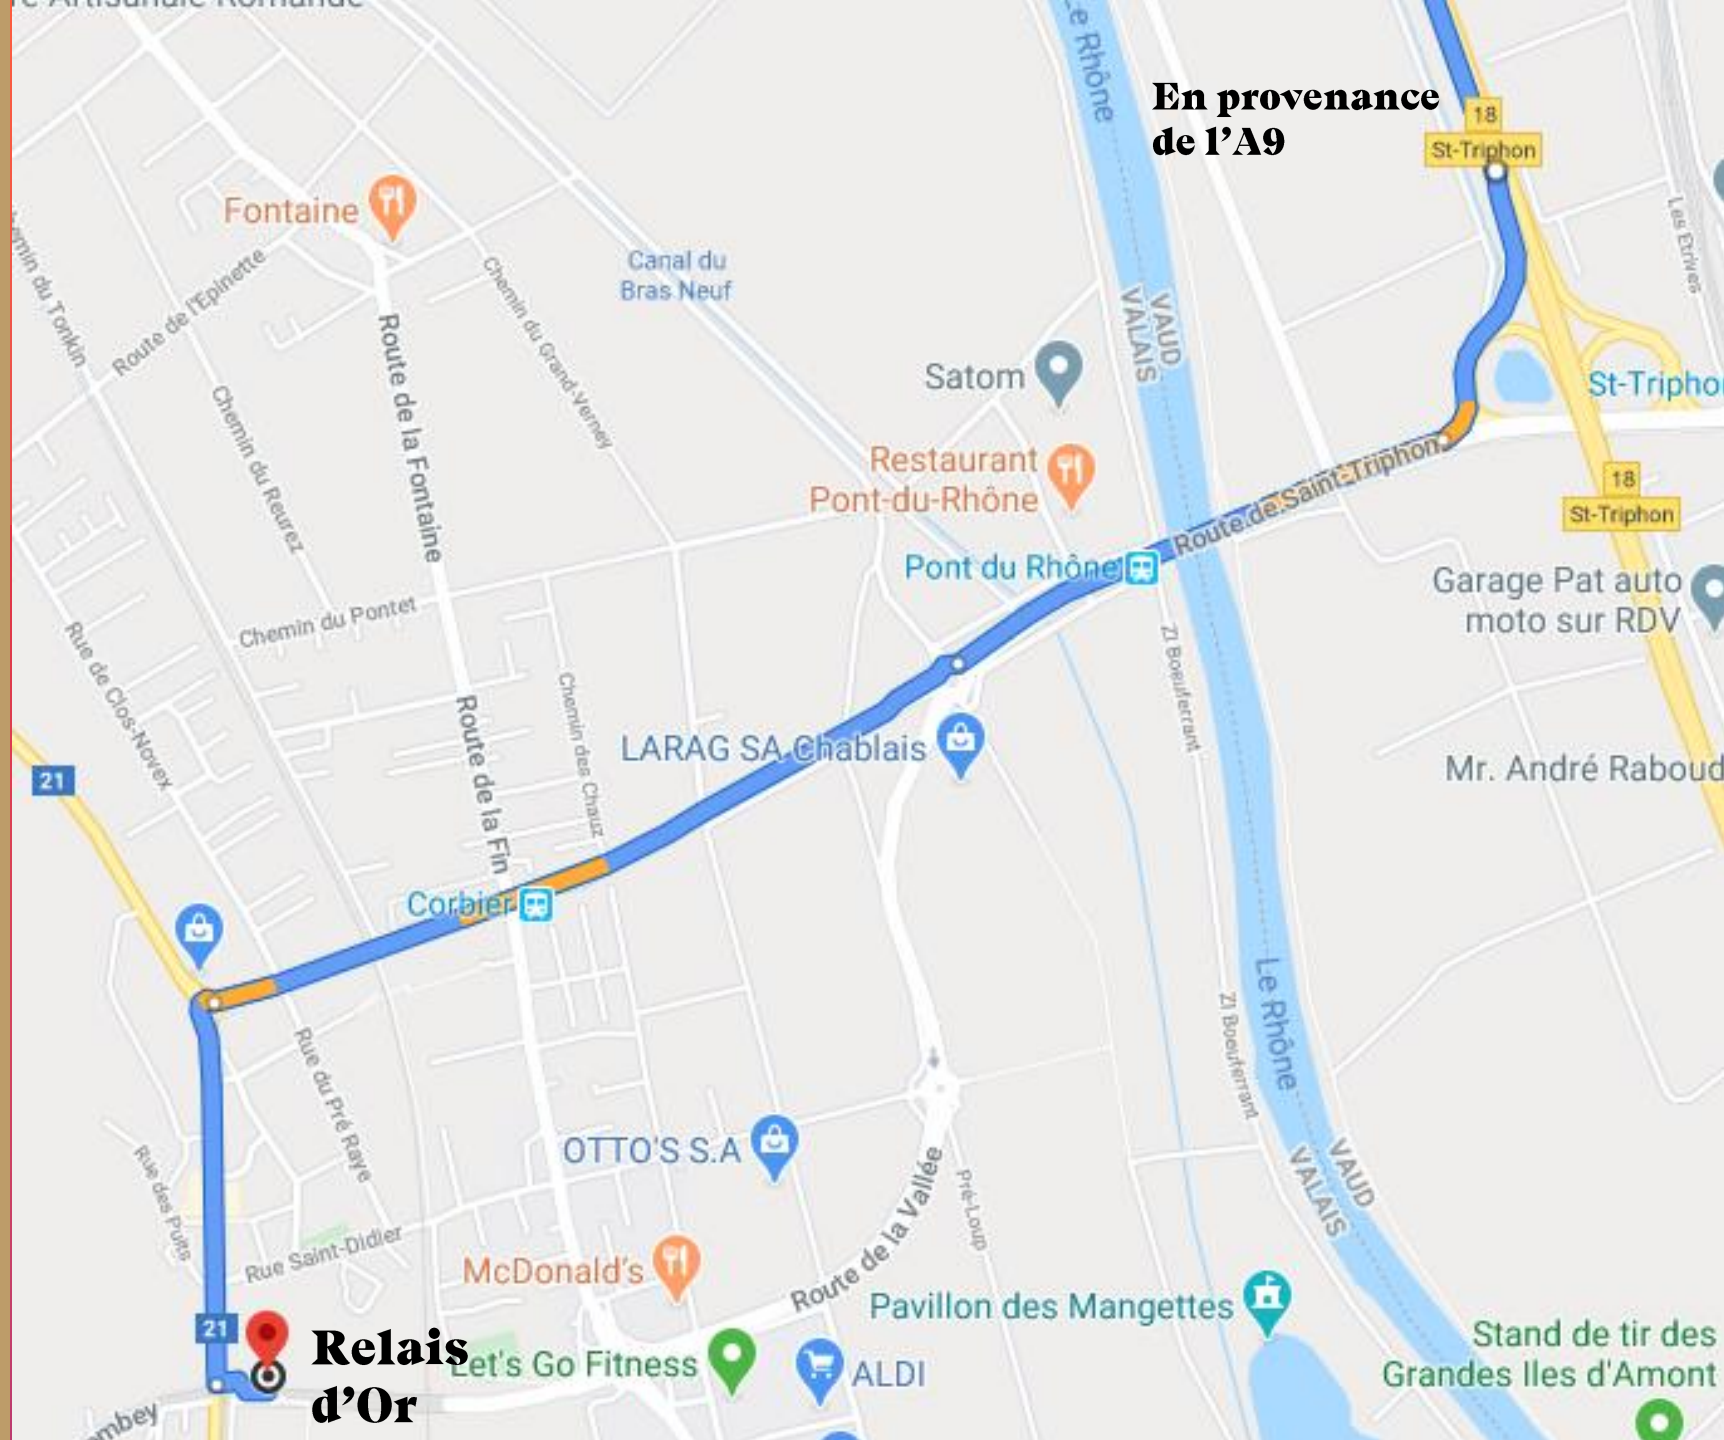 Le Rhône
En provenance
de l’A9
18
St-Triphon
Fontaine
Les Etrives
Canal du
Bras Neuf
Route de l'Epinette
Chemin du Grand-Verney
VAUD
VALAIS
Route de la Fontaine
Satom
Chemin du Reurez
Restaurant
Pont-du-Rhône
Route de Saint-Triphon
18
St-Triphon
Pont du Rhône
Garage Pat auto
moto sur RDV
Chemin du Pontet
Rue de Clos-Novex
Chemin des Chauz
ZI Boeuferrant
Route de la Fin
LARAG SA Chablais
Mr. André Raboud
21
Corbier
Le Rhône
ZI Boeuferrant
Rue du Pré Raye
OTTO'S S.A
Rue des Puits
Pré-Loup
VAUD
VALAIS
Rue Saint-Didier
McDonald's
Route de la Vallée
Pavillon des Mangettes
21
Relais
d’Or
Let's Go Fitness
ALDI
Stand de tir des
Grandes Iles d'Amont